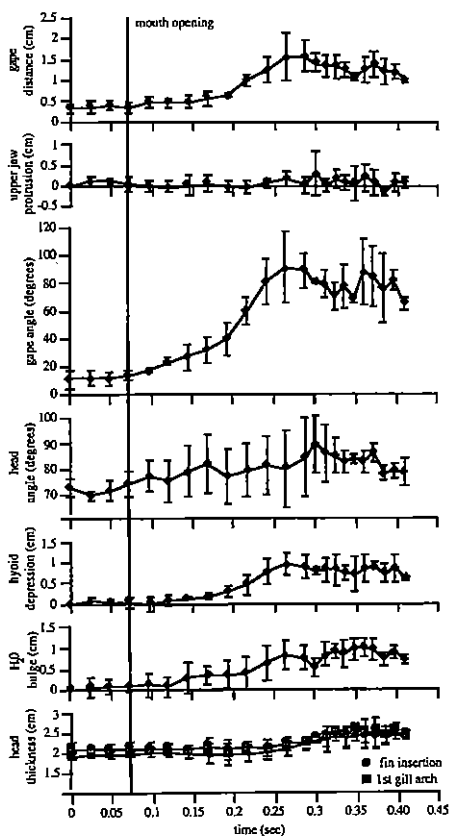 mouth opening
gape
distance (cm)
2.5
2
1.5
1
0.5
0
upper jaw
protrusion (cm)
1
0.5
0
-0.5
gape angle (degrees)
120
100
80
60
40
20
0
head
angle (degrees)
100
90
80
70
hyoid
depression (cm)
1.5
1
0.5
0
H2O
bulge (cm)
1.5
1
0.5
0
head
thickness (cm)
3
2.5
2
1.5
fin insertion
1st gill arch
0 0.05 0.1 0.15 0.2 0.25 0.3 0.35 0.4 0.45
time (sec)